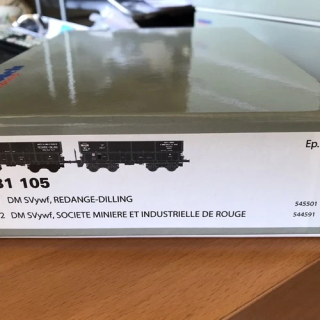 Ep.
31 105
DM SVywf, REDANGE-DILLING
545501
2 DM SVywf, SOCIETE MINIERE ET INDUSTRIELLE DE ROUGE
544591